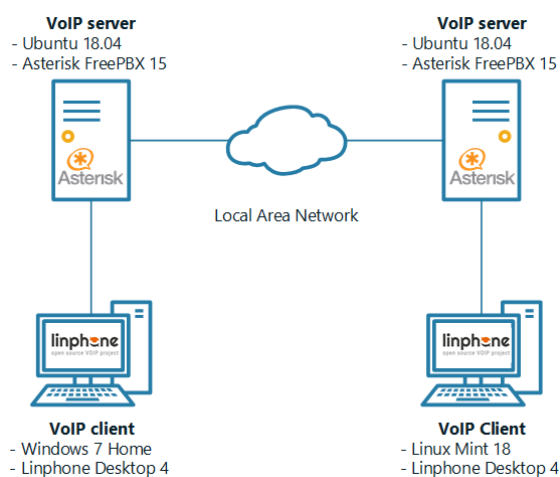 VoIP server
- Ubuntu 18.04
- Asterisk FreePBX 15
VoIP server
- Ubuntu 18.04
- Asterisk FreePBX 15
Asterisk
Asterisk
Local Area Network
linphone
open source VOIP project
linphone
open source VOIP project
VoIP client
- Windows 7 Home
- Linphone Desktop 4
VoIP Client
- Linux Mint 18
- Linphone Desktop 4